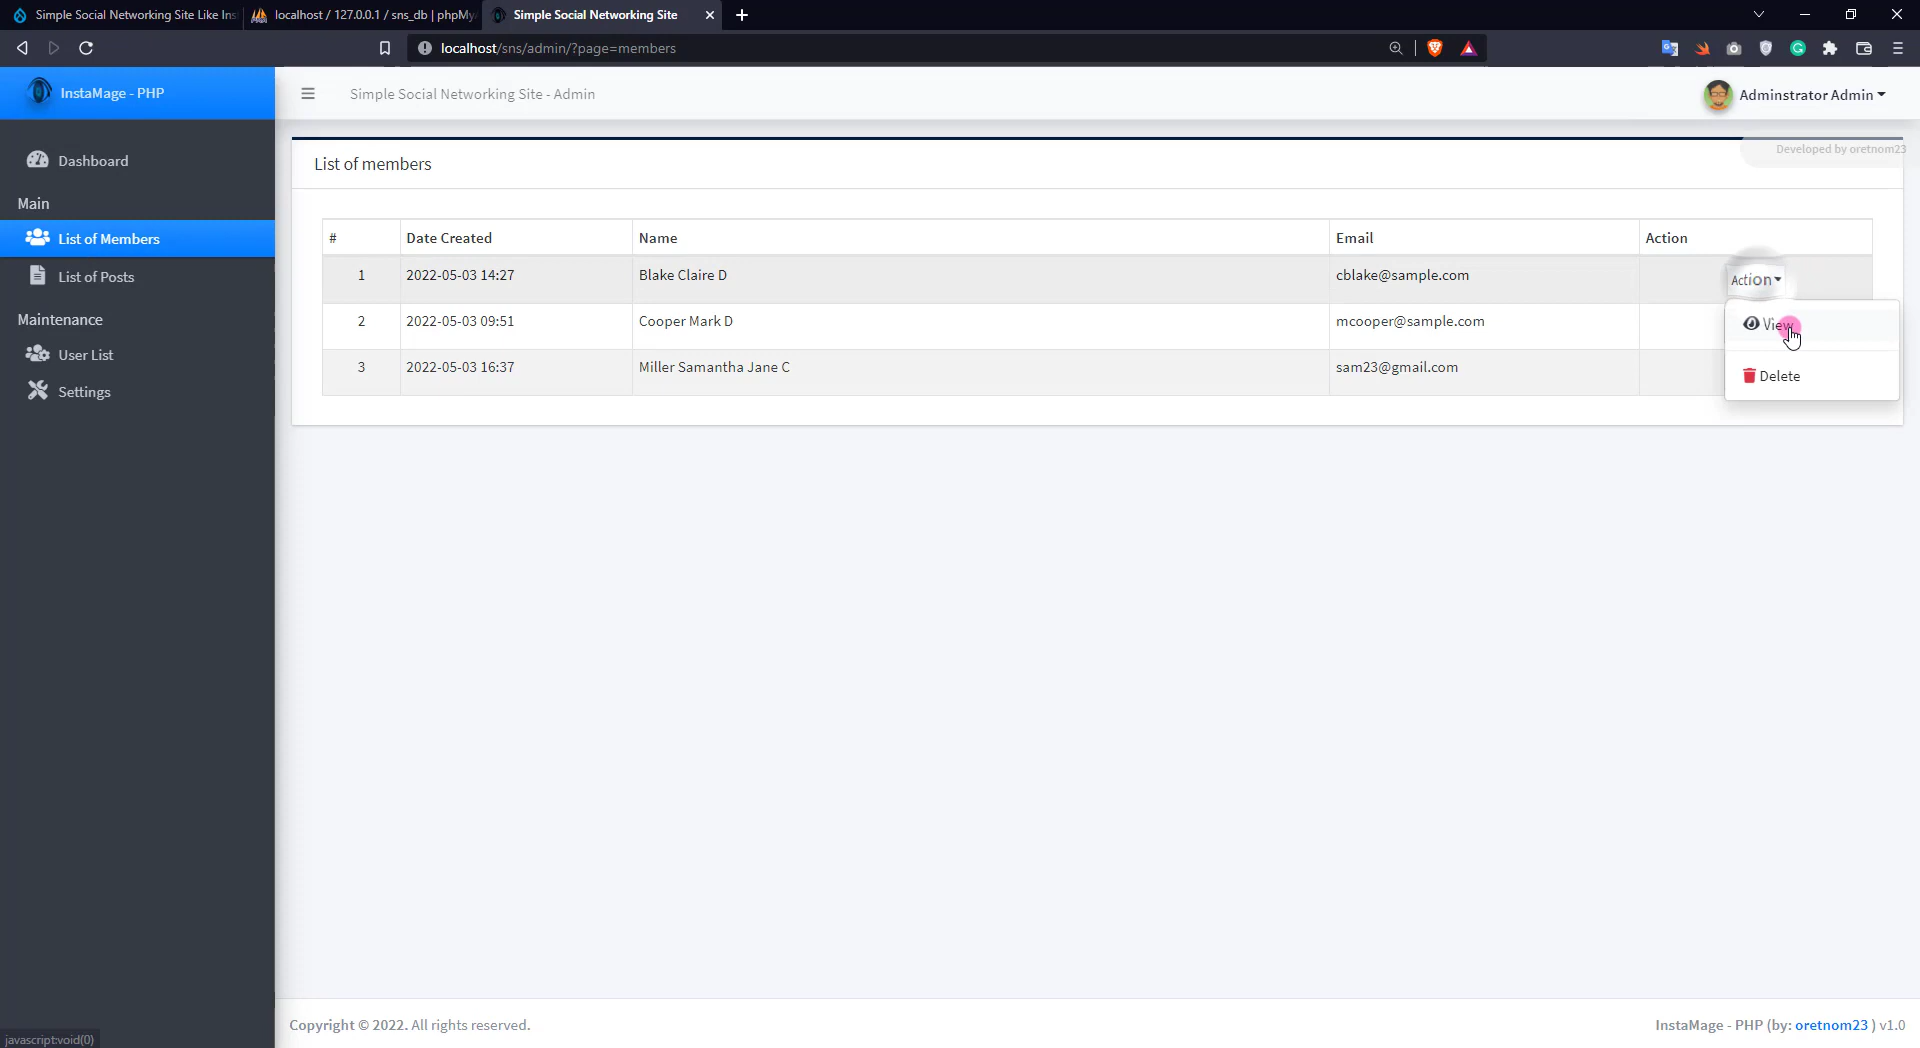 Simple Social Networking Site Like Ins
localhost / 127.0.0.1 / sns_db | phpMy
Simple Social Networking Site
localhost/sns/admin/?page=members
InstaMage - PHP
Simple Social Networking Site - Admin
Adminstrator Admin
Developed by oretnom23
Dashboard
Main
List of Members
List of Posts
Maintenance
User List
Settings
List of members
# Date Created Name Email Action
1 2022-05-03 14:27 Blake Claire D cblake@sample.com Action
2 2022-05-03 09:51 Cooper Mark D mcooper@sample.com
3 2022-05-03 16:37 Miller Samantha Jane C sam23@gmail.com
View
Delete
Copyright © 2022. All rights reserved.
InstaMage - PHP (by: oretnom23 ) v1.0
javascript:void(0)